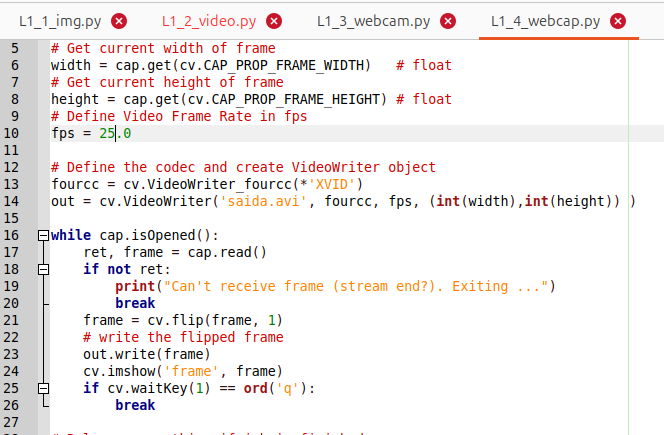 L1_1_img.py L1_2_video.py L1_3_webcam.py L1_4_webcap.py
5 # Get current width of frame
6 width = cap.get(cv.CAP_PROP_FRAME_WIDTH)   # float
7 # Get current height of frame
8 height = cap.get(cv.CAP_PROP_FRAME_HEIGHT) # float
9 # Define Video Frame Rate in fps
10 fps = 25.0
11
12 # Define the codec and create VideoWriter object
13 fourcc = cv.VideoWriter_fourcc(*'XVID')
14 out = cv.VideoWriter('saida.avi', fourcc, fps, (int(width),int(height)) )
15
16 while cap.isOpened():
17     ret, frame = cap.read()
18     if not ret:
19         print("Can't receive frame (stream end?). Exiting ...")
20         break
21     frame = cv.flip(frame, 1)
22     # write the flipped frame
23     out.write(frame)
24     cv.imshow('frame', frame)
25     if cv.waitKey(1) == ord('q'):
26         break
27